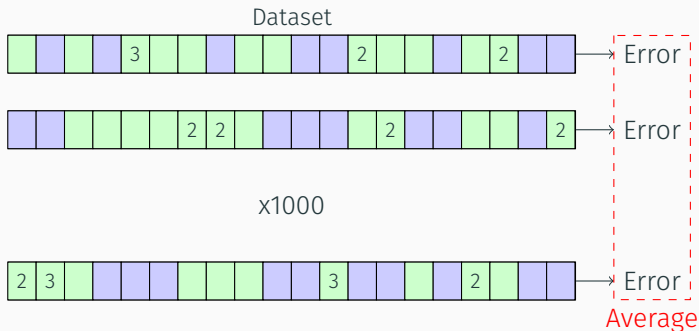 Dataset
3 2 2 Error
2 2 2 2 Error
x1000
2 3 3 2 Error
Average